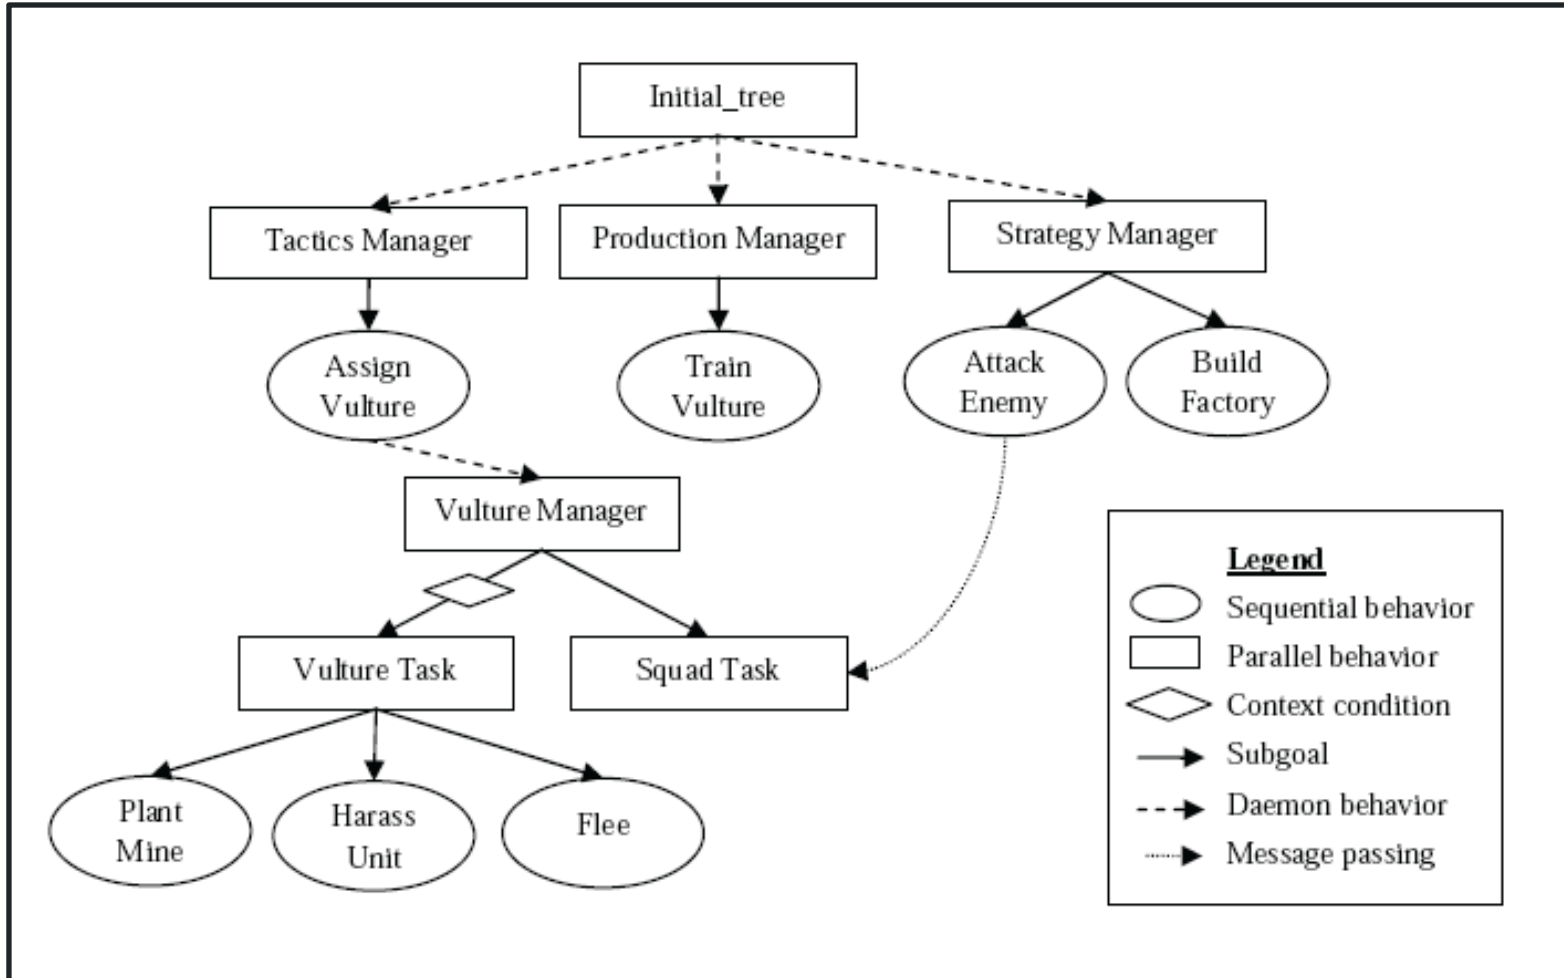 Initial_tree
Tactics Manager
Production Manager
Strategy Manager
Assign
Vulture
Train
Vulture
Attack
Enemy
Build
Factory
Vulture Manager
Vulture Task
Squad Task
Plant
Mine
Harass
Unit
Flee
Legend
Sequential behavior
Parallel behavior
Context condition
Subgoal
Daemon behavior
Message passing